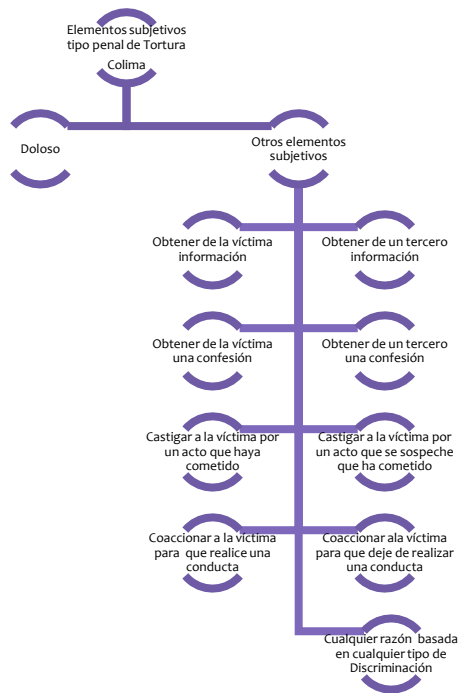 Elementos subjetivos
tipo penal de Tortura
Colima
Doloso
Otros elementos
subjetivos
Obtener de la víctima
información
Obtener de un tercero
información
Obtener de la víctima
una confesión
Obtener de un tercero
una confesión
Castigar a la víctima por
un acto que haya
cometido
Castigar a la víctima por
un acto que se sospeche
que ha cometido
Coaccionar a la víctima
para que realice una
conducta
Coaccionar ala víctima
para que deje de realizar
una conducta
Cualquier razón basada
en cualquier tipo de
Discriminación